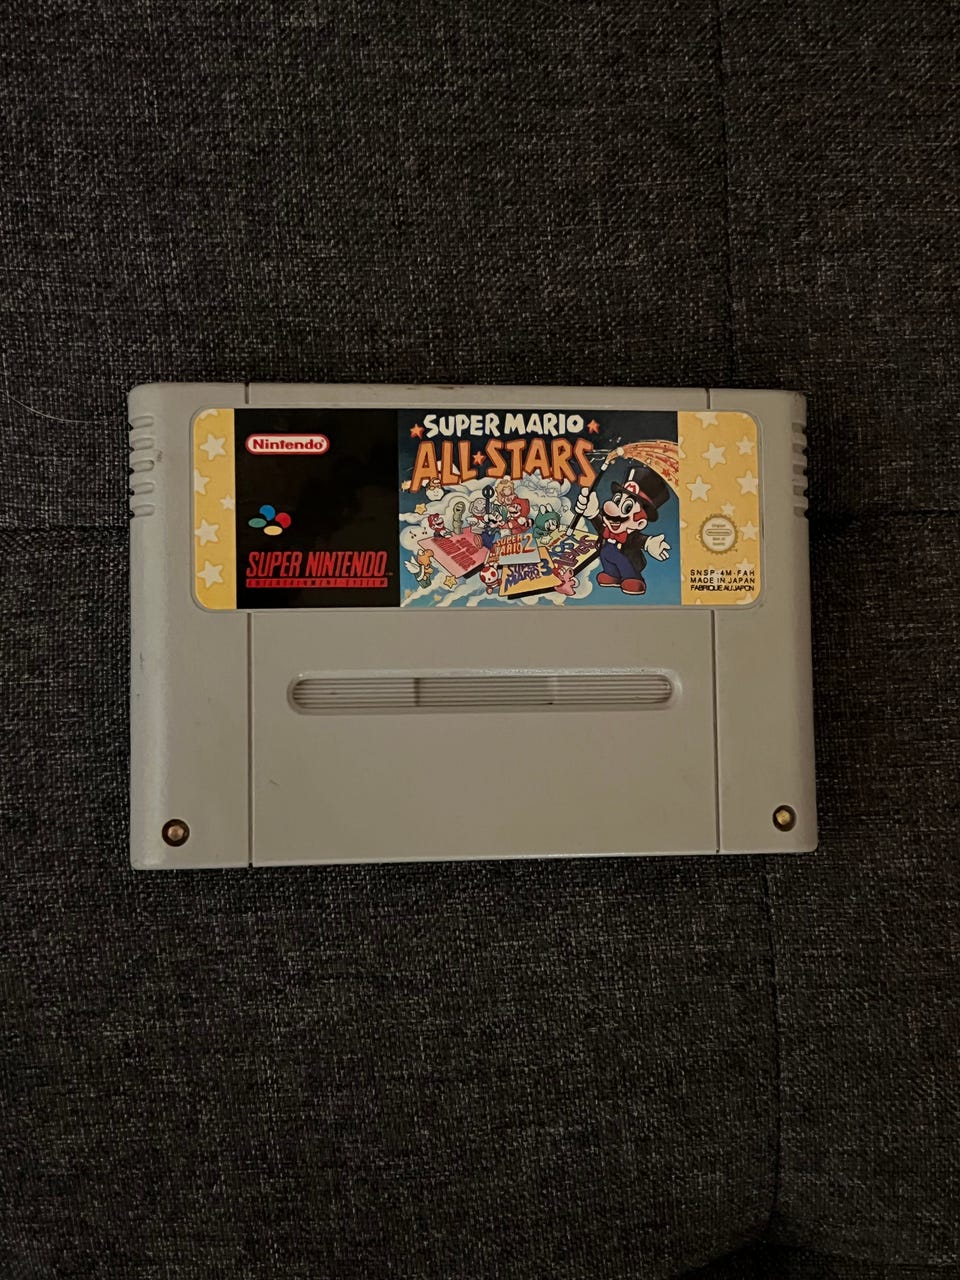 Nintendo
SUPER NINTENDO
ENTERTAINMENT SYSTEM
SUPER MARIO
ALL★STARS
SUPER
MARIO 2
SUPER
MARIO 3
SNSP-4M-FAH
MADE IN JAPAN
FABRIQUE AU JAPON